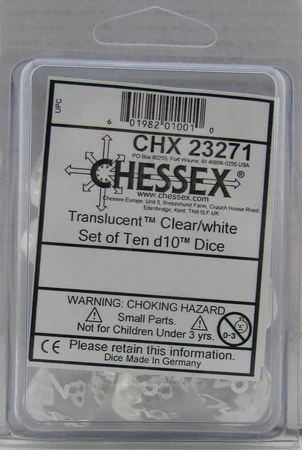 UPC
6 01982 01001 0
CHX 23271
PO Box 80255, Fort Wayne, IN 46898-0255 USA
CHESSEX®
www.chessex.com
Chessex Europe, Unit 5, Breezehurst Farm, Crouch House Road
Edenbridge, Kent, TN8 5LF UK
Translucent™ Clear/white
Set of Ten d10™ Dice
WARNING: CHOKING HAZARD
Small Parts.
Not for Children Under 3 yrs.
0-3
CE Please retain this information.
Dice Made In Germany